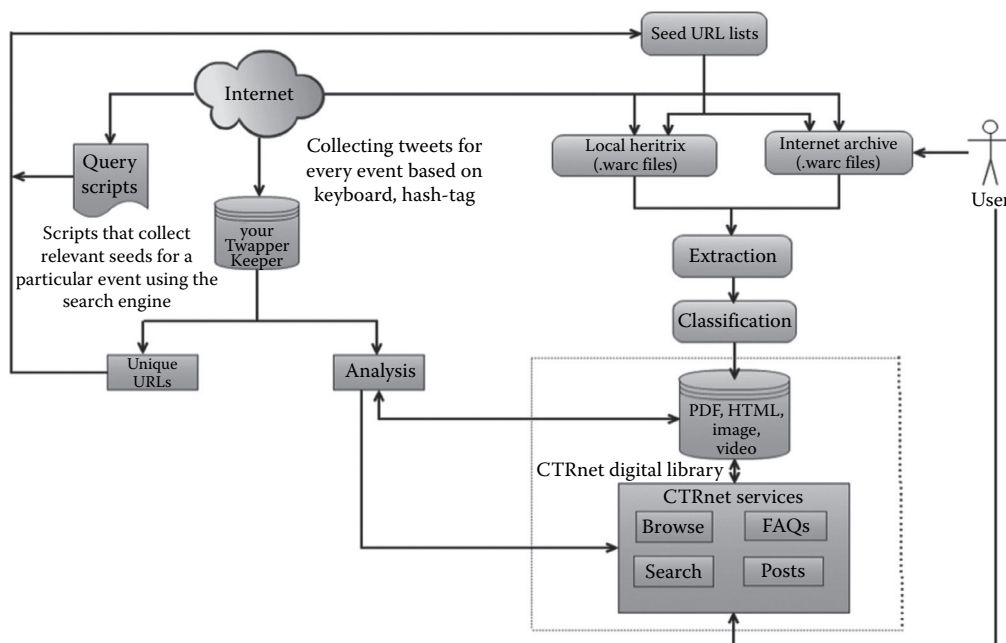 Seed URL lists
Internet
Collecting tweets for
every event based on
keyboard, hash-tag
Local heritrix
(.warc files)
Internet archive
(.warc files)
User
Query
scripts
Scripts that collect
relevant seeds for a
particular event using the
search engine
your
Twapper
Keeper
Extraction
Classification
Unique
URLs
Analysis
PDF, HTML,
image,
video
CTRnet digital library
CTRnet services
Browse
FAQs
Search
Posts